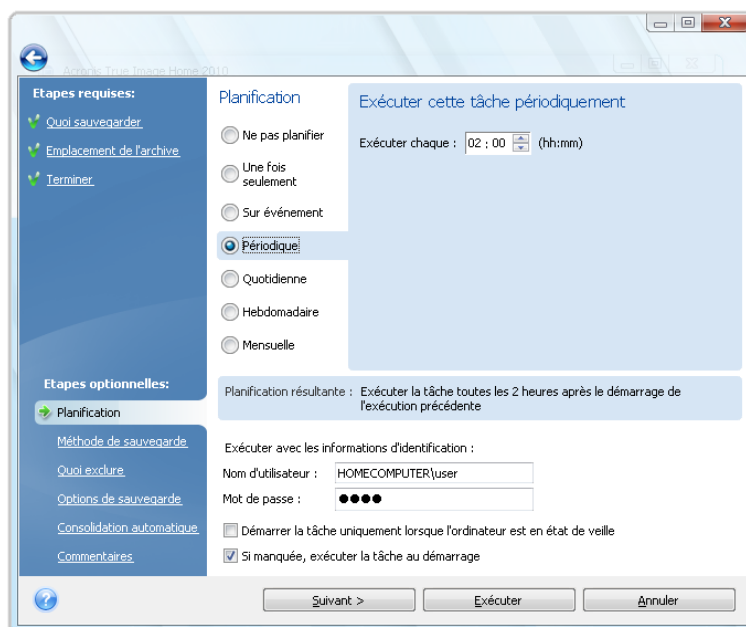 Acronis True Image Home 2010
Etapes requises:
Quoi sauvegarder
Emplacement de l'archive
Terminer
Etapes optionnelles:
Planification
Méthode de sauvegarde
Quoi exclure
Options de sauvegarde
Consolidation automatique
Commentaires
Planification
Ne pas planifier
Une fois
seulement
Sur événement
Périodique
Quotidienne
Hebdomadaire
Mensuelle
Exécuter cette tâche périodiquement
Exécuter chaque : 02 : 00 (hh:mm)
Planification résultante : Exécuter la tâche toutes les 2 heures après le démarrage de
l'exécution précédente
Exécuter avec les informations d'identification :
Nom d'utilisateur : HOMECOMPUTER\user
Mot de passe : ●●●●
Démarrer la tâche uniquement lorsque l'ordinateur est en état de veille
Si manquée, exécuter la tâche au démarrage
Suivant >
Exécuter
Annuler